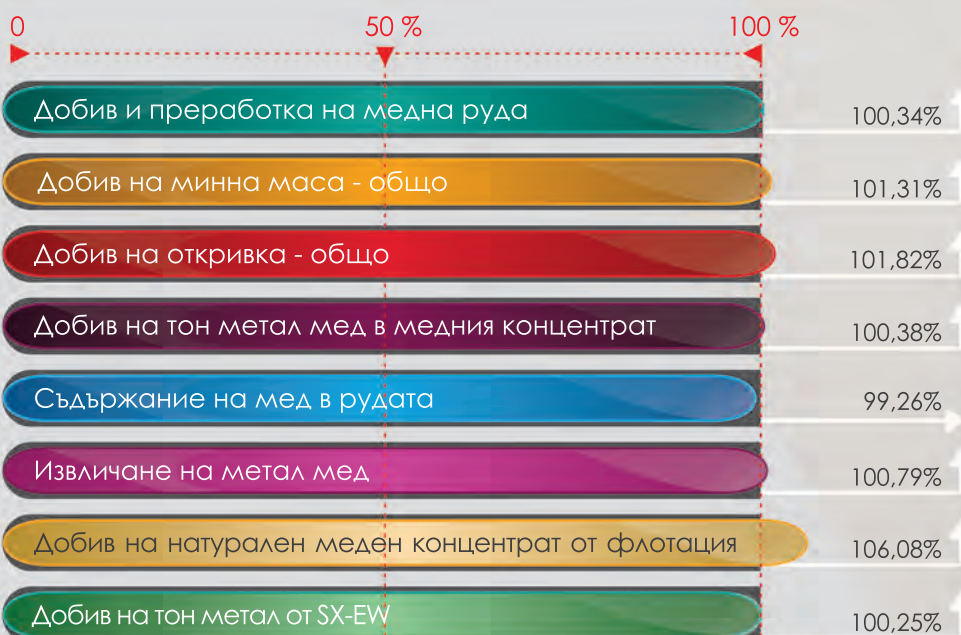 0 50 % 100 %
Добив и преработка на медна руда 100,34%
Добив на минна маса - общо 101,31%
Добив на откривка - общо 101,82%
Добив на тон метал мед в медния концентрат 100,38%
Съдържание на мед в рудата 99,26%
Извличане на метал мед 100,79%
Добив на натурален меден концентрат от флотация 106,08%
Добив на тон метал от SX-EW 100,25%